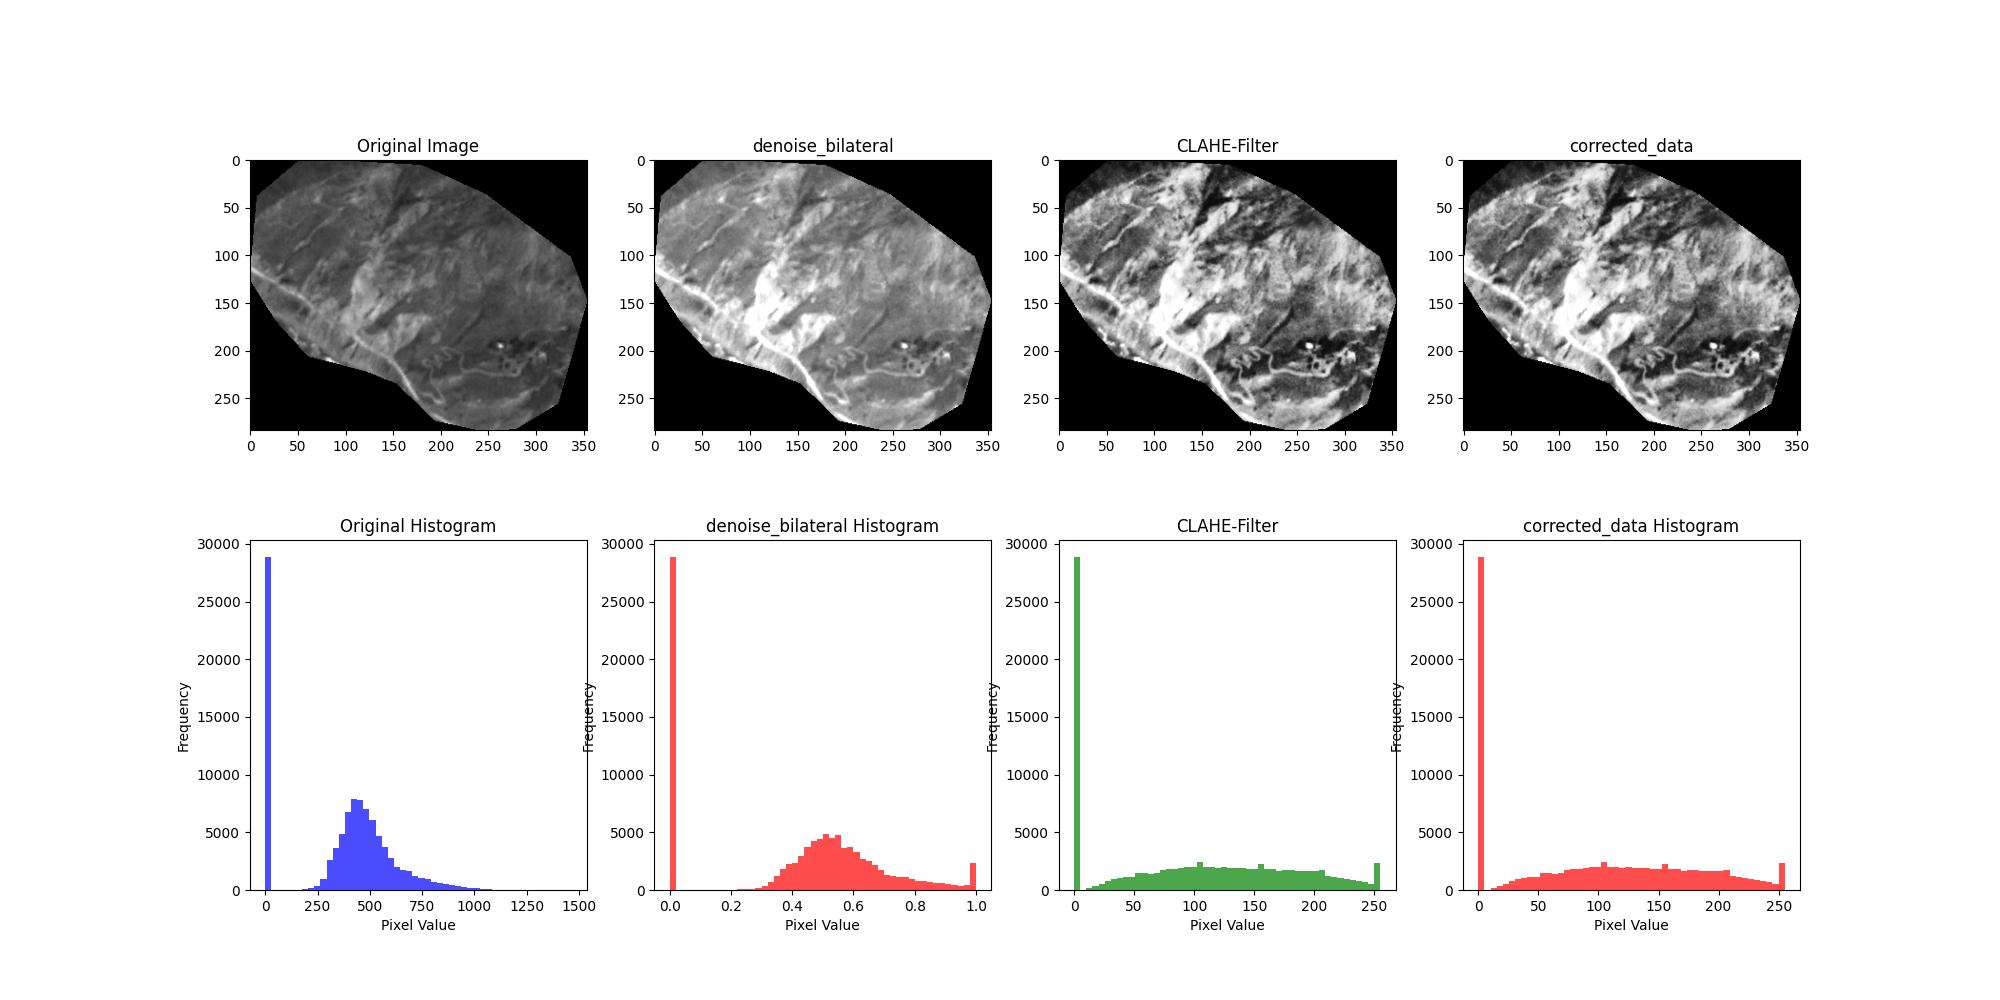 Original Image
denoise_bilateral
CLAHE-Filter
corrected_data
0
50
100
150
200
250
0 50 100 150 200 250 300 350
0
50
100
150
200
250
0 50 100 150 200 250 300 350
0
50
100
150
200
250
0 50 100 150 200 250 300 350
0
50
100
150
200
250
0 50 100 150 200 250 300 350
Original Histogram
30000
25000
20000
15000
10000
5000
0
Frequency
0 250 500 750 1000 1250 1500
Pixel Value
denoise_bilateral Histogram
30000
25000
20000
15000
10000
5000
0
Frequency
0.0 0.2 0.4 0.6 0.8 1.0
Pixel Value
CLAHE-Filter
30000
25000
20000
15000
10000
5000
0
Frequency
0 50 100 150 200 250
Pixel Value
corrected_data Histogram
30000
25000
20000
15000
10000
5000
0
Frequency
0 50 100 150 200 250
Pixel Value